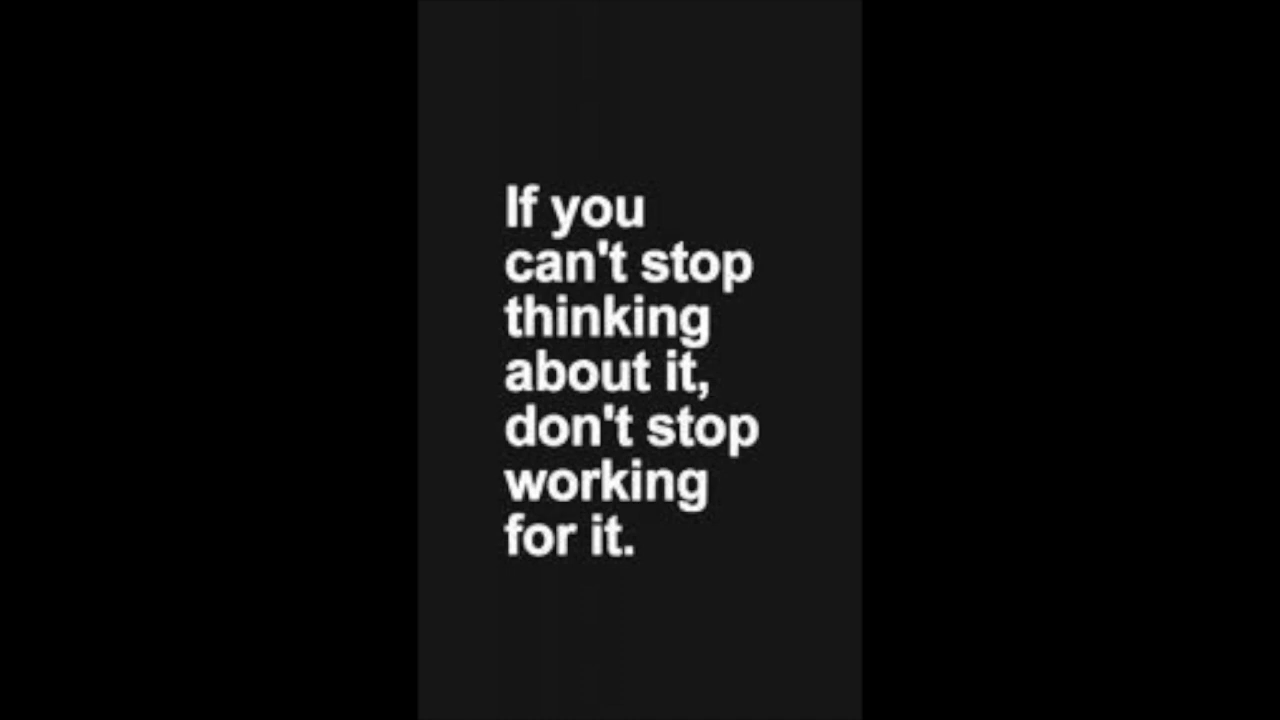 If you
can't stop
thinking
about it,
don't stop
working
for it.